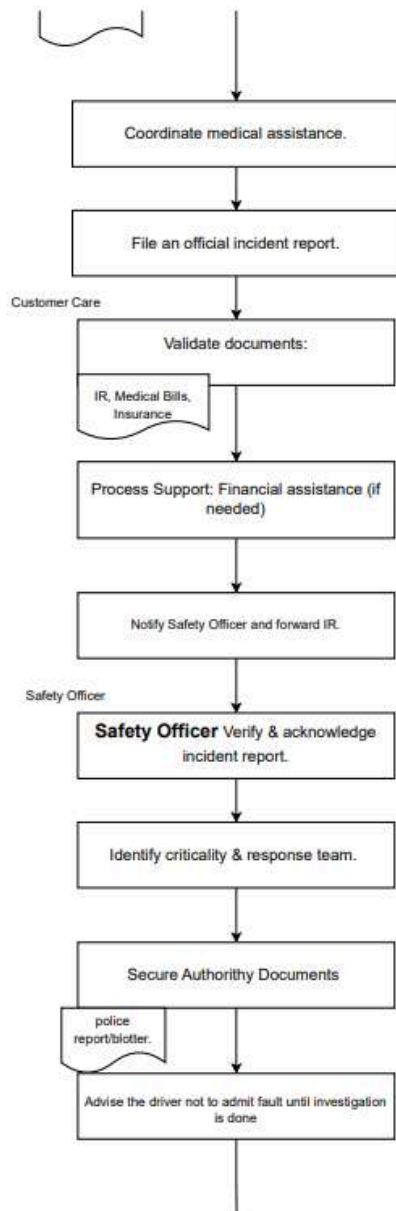 Coordinate medical assistance.
File an official incident report.
Customer Care
Validate documents:
IR, Medical Bills,
Insurance
Process Support: Financial assistance (if
needed)
Notify Safety Officer and forward IR.
Safety Officer
Safety Officer Verify & acknowledge
incident report.
Identify criticality & response team.
Secure Authorithy Documents
police
report/blotter.
Advise the driver not to admit fault until investigation
is done